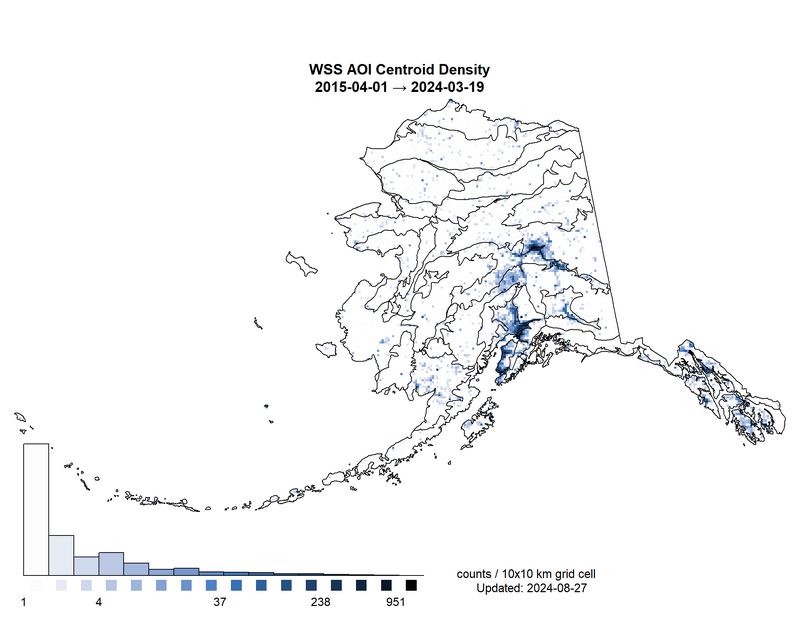 WSS AOI Centroid Density
2015-04-01 → 2024-03-19
counts / 10x10 km grid cell
Updated: 2024-08-27
1 4 37 238 951